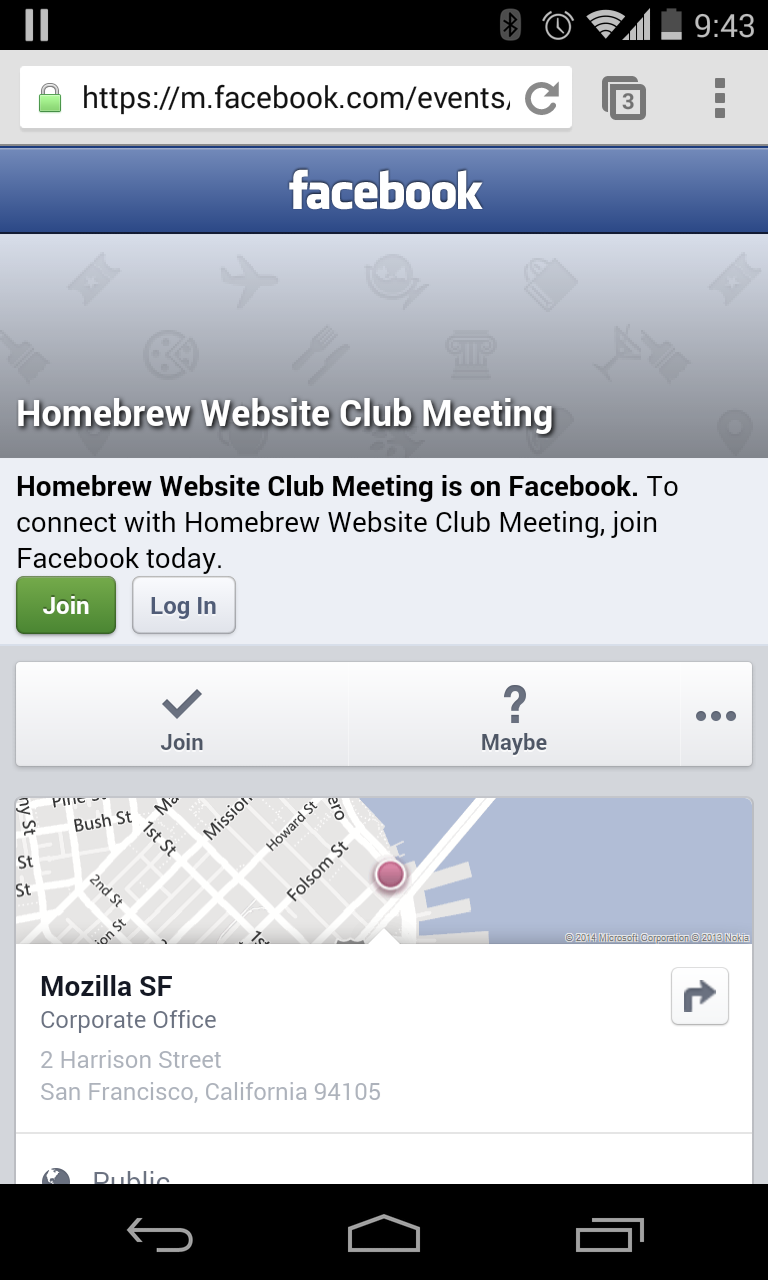 9:43
https://m.facebook.com/events/
3
facebook
Homebrew Website Club Meeting
Homebrew Website Club Meeting is on Facebook. To
connect with Homebrew Website Club Meeting, join
Facebook today.
Join
Log In
Join
Maybe
Pine St
Bush St
1st St
Mission
Howard St
Folsom St
St
St
2nd St
© 2014 Microsoft Corporation © 2013 Nokia
Mozilla SF
Corporate Office
2 Harrison Street
San Francisco, California 94105
Public